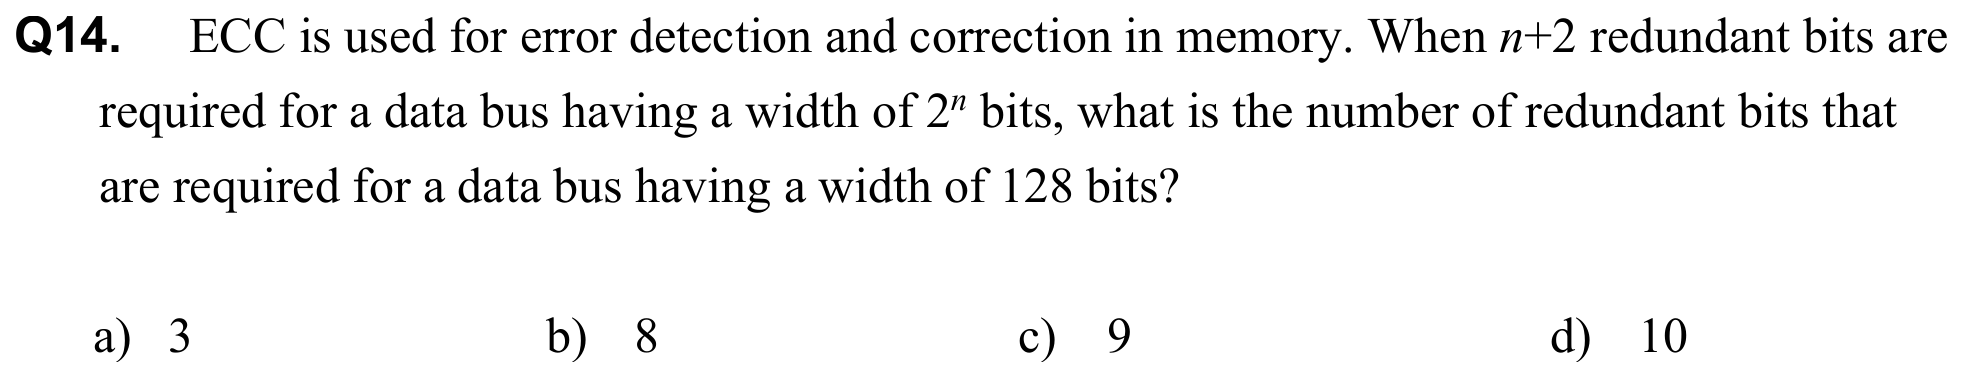 Q14. ECC is used for error detection and correction in memory. When n+2 redundant bits are
required for a data bus having a width of 2ⁿ bits, what is the number of redundant bits that
are required for a data bus having a width of 128 bits?
a) 3 b) 8 c) 9 d) 10